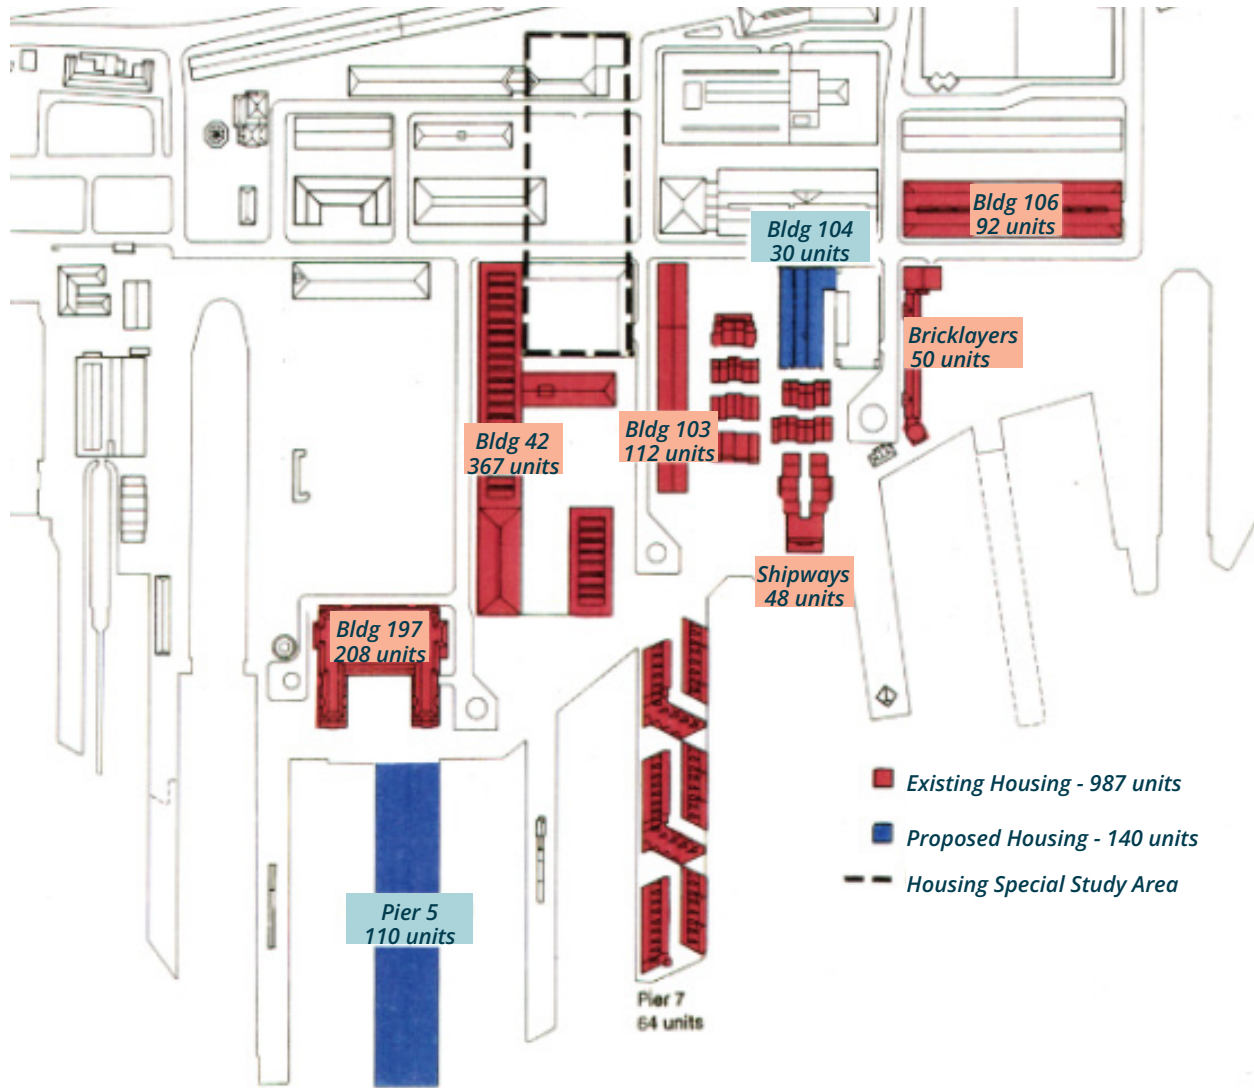 Bldg 106
92 units
Bldg 104
30 units
Bricklayers
50 units
Bldg 42
367 units
Bldg 103
112 units
Shipways
48 units
Bldg 197
208 units
Existing Housing - 987 units
Proposed Housing - 140 units
Housing Special Study Area
Pier 5
110 units
Pier 7
64 units